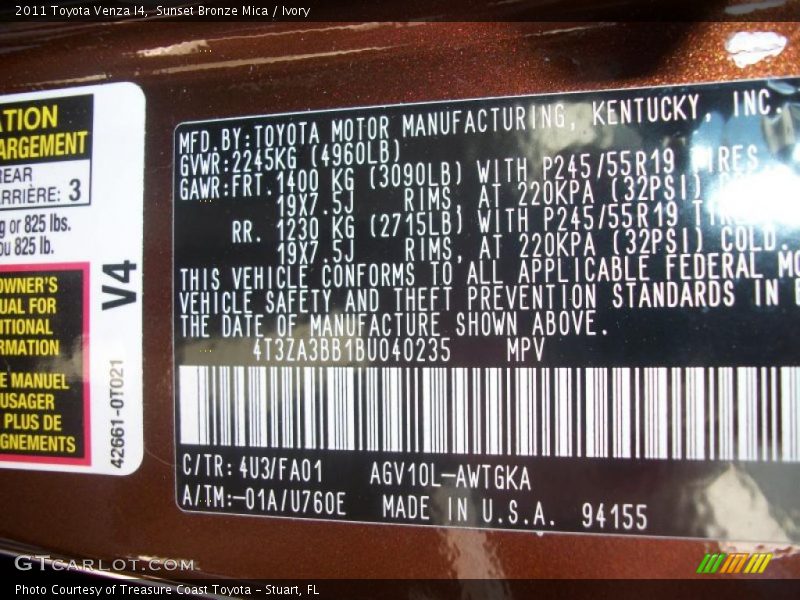 2011 Toyota Venza I4,  Sunset Bronze Mica / Ivory
ATION
ARGEMENT
REAR
ARRIÈRE: 3
g or 825 lbs.
ou 825 lb.
OWNER'S
UAL FOR
ITIONAL
RMATION
E MANUEL
USAGER
PLUS DE
GNEMENTS
V4
42661-0T021
MFD.BY:TOYOTA MOTOR MANUFACTURING, KENTUCKY, INC.
GVWR:2245KG (4960LB)
GAWR:FRT.1400 KG (3090LB) WITH P245/55R19 TIRES
19X7.5J RIMS, AT 220KPA (32PSI)
RR. 1230 KG (2715LB) WITH P245/55R19
19X7.5J RIMS, AT 220KPA (32PSI) COLD.
THIS VEHICLE CONFORMS TO ALL APPLICABLE FEDERAL MO
VEHICLE SAFETY AND THEFT PREVENTION STANDARDS IN E
THE DATE OF MANUFACTURE SHOWN ABOVE.
4T3ZA3BB1BU040235 MPV
C/TR: 4U3/FA01 AGV10L-AWTGKA
A/TM:-01A/U760E MADE IN U.S.A. 94155
GTCARLOT.COM
Photo Courtesy of Treasure Coast Toyota - Stuart, FL